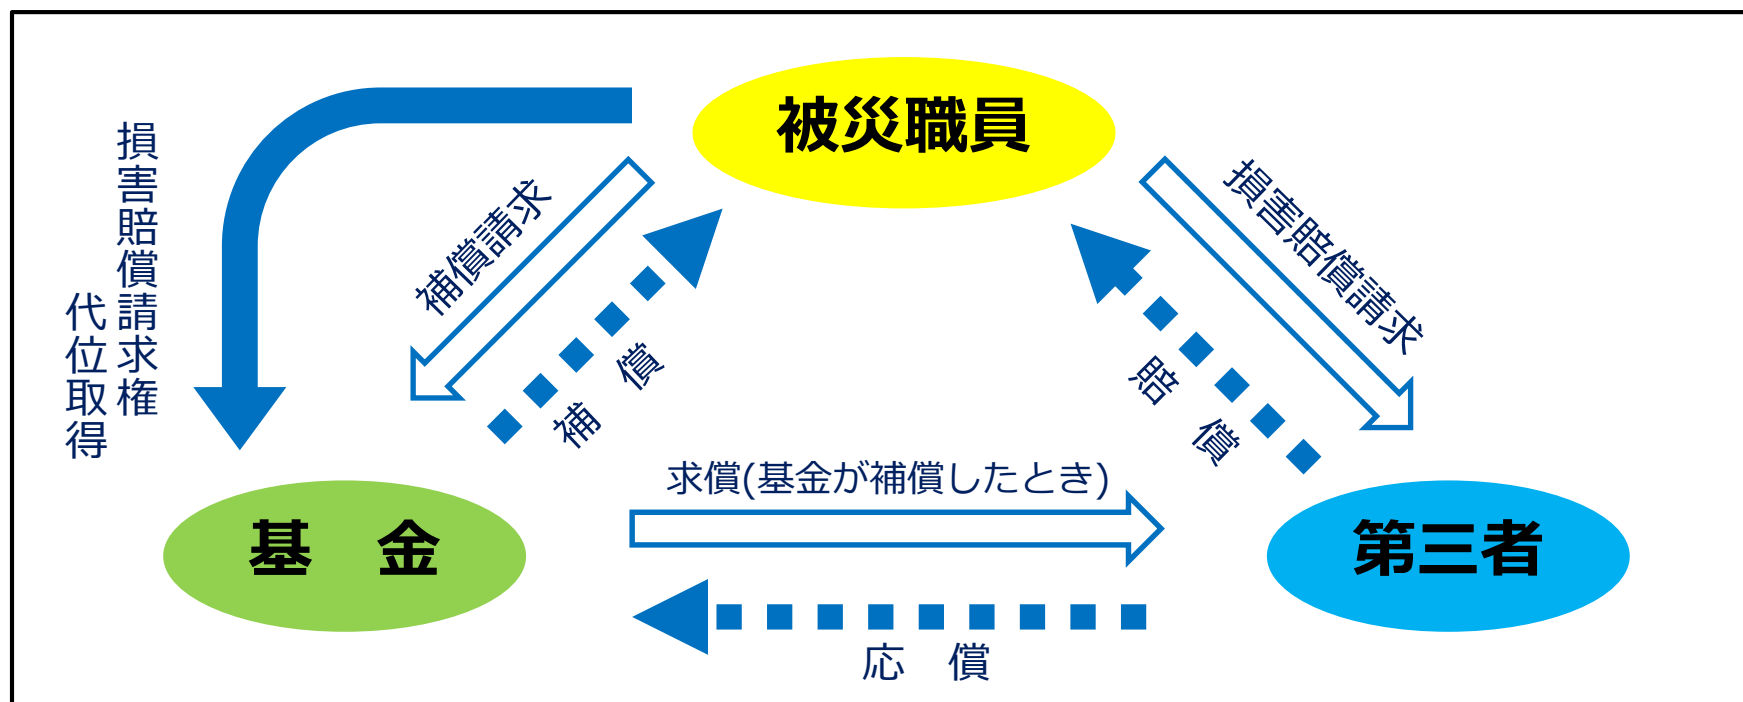 被災職員
損害賠償請求権
代位取得
補償請求
補償
損害賠償請求
賠償
求償(基金が補償したとき)
基　金
第三者
応　償